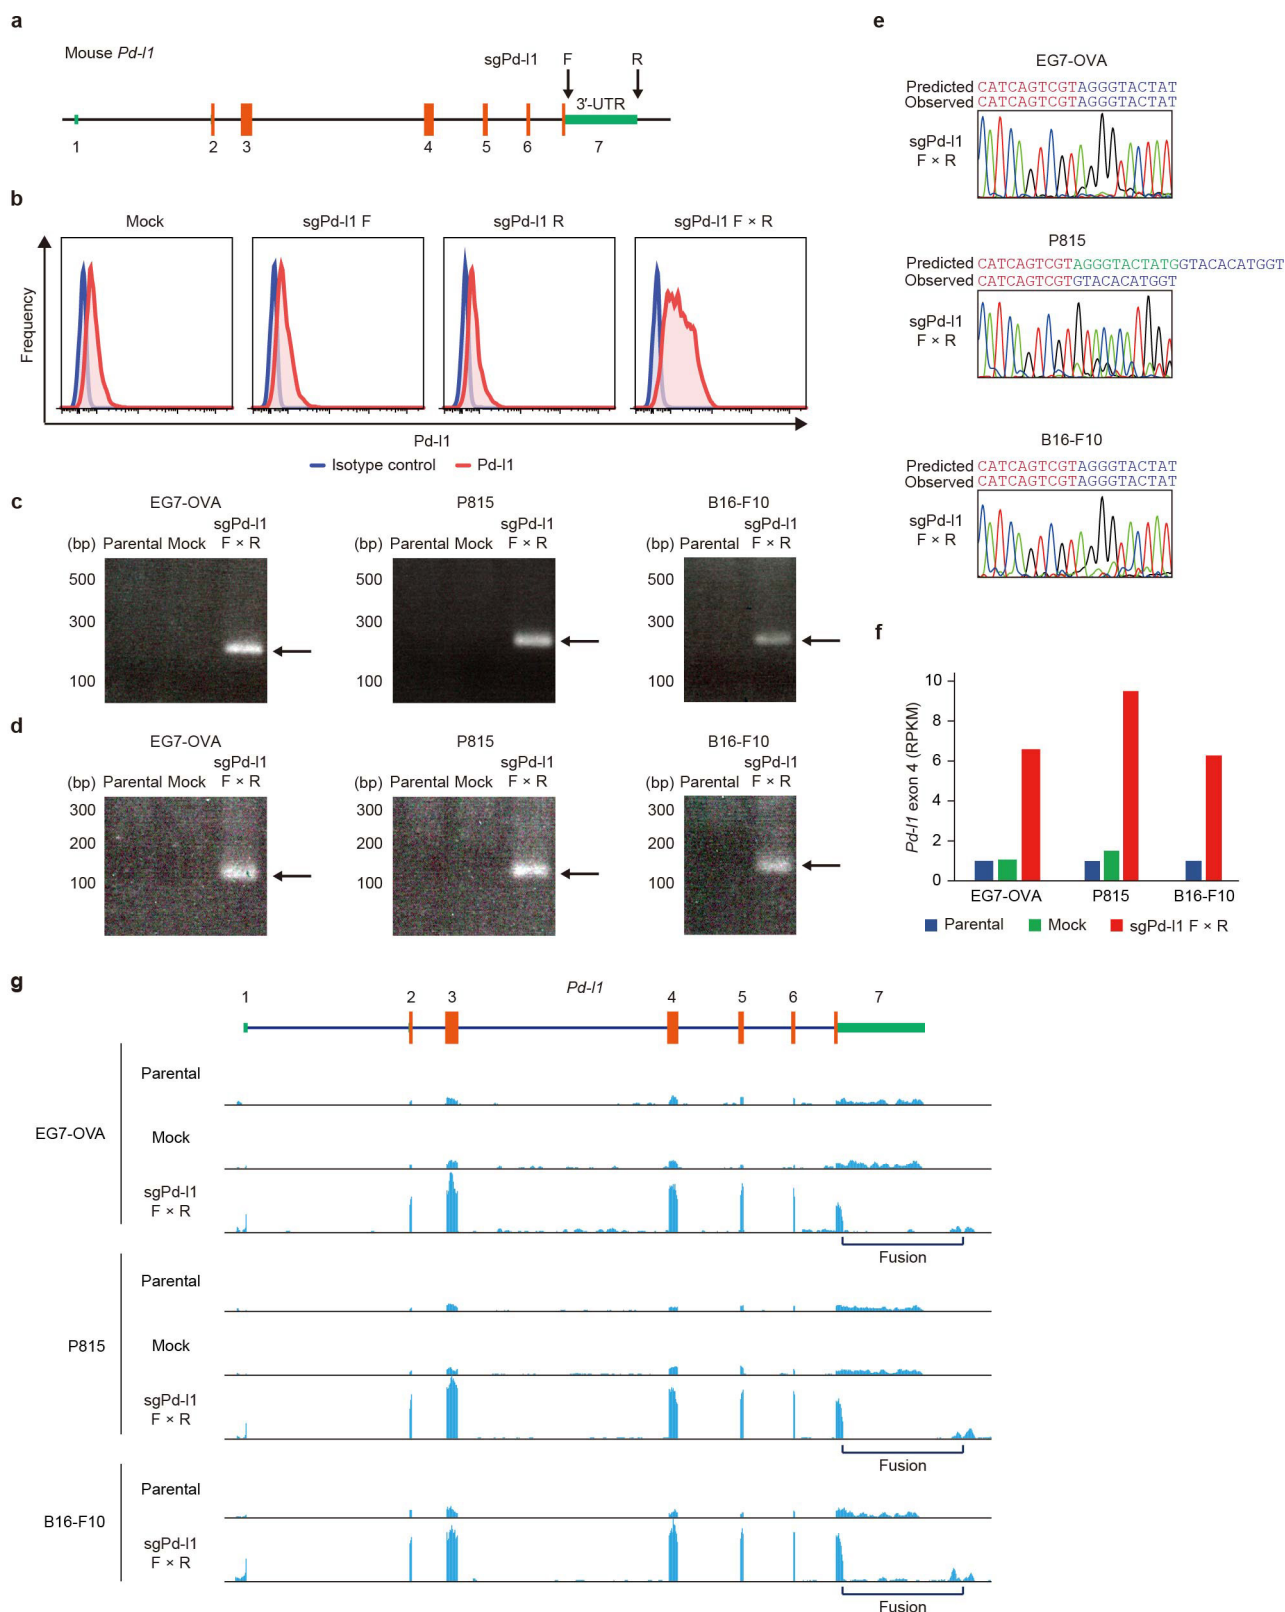 a
Mouse Pd-l1
sgPd-l1 F R
3′-UTR
1 2 3 4 5 6 7
b
Mock sgPd-l1 F sgPd-l1 R sgPd-l1 F × R
Frequency
Pd-l1
Isotype control Pd-l1
c
EG7-OVA P815 B16-F10
sgPd-l1 sgPd-l1 sgPd-l1
(bp) Parental Mock F × R (bp) Parental Mock F × R (bp) Parental F × R
500 500 500
300 300 300
100 100 100
d
EG7-OVA P815 B16-F10
sgPd-l1 sgPd-l1 sgPd-l1
(bp) Parental Mock F × R (bp) Parental Mock F × R (bp) Parental F × R
300 300 300
200 200 200
100 100 100
e
EG7-OVA
Predicted CATCAGTCGTAGGGTACTAT
Observed CATCAGTCGTAGGGTACTAT
sgPd-l1
F × R
P815
Predicted CATCAGTCGTAGGGTACTATGGTACACATGGT
Observed CATCAGTCGTGTACACATGGT
sgPd-l1
F × R
B16-F10
Predicted CATCAGTCGTAGGGTACTAT
Observed CATCAGTCGTAGGGTACTAT
sgPd-l1
F × R
f
Pd-l1 exon 4 (RPKM)
10
8
6
4
2
0
EG7-OVA P815 B16-F10
Parental Mock sgPd-l1 F × R
g
Pd-l1
1 2 3 4 5 6 7
EG7-OVA
Parental
Mock
sgPd-l1
F × R
Fusion
P815
Parental
Mock
sgPd-l1
F × R
Fusion
B16-F10
Parental
sgPd-l1
F × R
Fusion